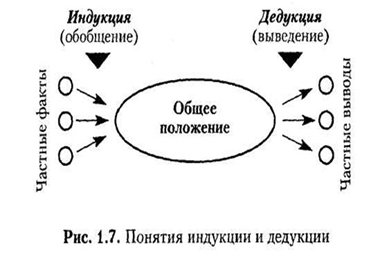 Индукция
(обобщение)
Дедукция
(выведение)
Частные факты
Общее
положение
Частные выводы
Рис. 1.7. Понятия индукции и дедукции